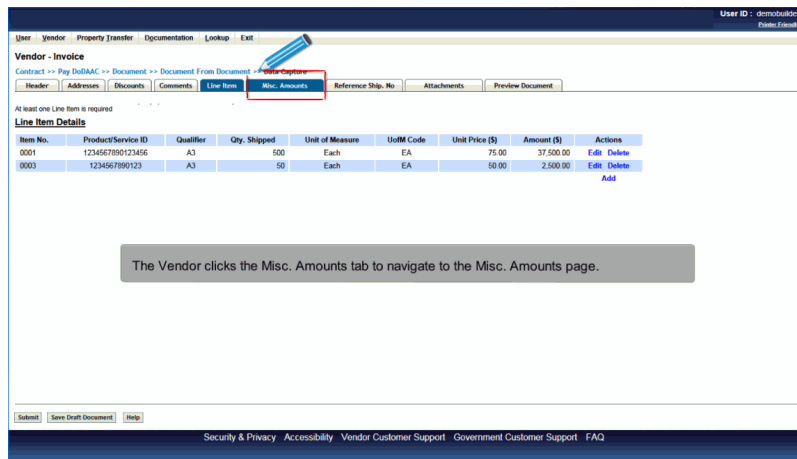 User ID : demobuilde
Printer Friendl
User Vendor Property Transfer Documentation Lookup Exit
Vendor - Invoice
Contract >> Pay DoDAAC >> Document >> Document From Document >> Data Capture
Header Addresses Discounts Comments Line Item Misc. Amounts Reference Ship. No Attachments Preview Document
At least one Line Item is required
Line Item Details
Item No. Product/Service ID Qualifier Qty. Shipped Unit of Measure UofM Code Unit Price ($) Amount ($) Actions
0001 1234567890123456 A3 500 Each EA 75.00 37,500.00 Edit Delete
0003 1234567890123 A3 50 Each EA 50.00 2,500.00 Edit Delete
Add
The Vendor clicks the Misc. Amounts tab to navigate to the Misc. Amounts page.
Submit Save Draft Document Help
Security & Privacy Accessibility Vendor Customer Support Government Customer Support FAQ